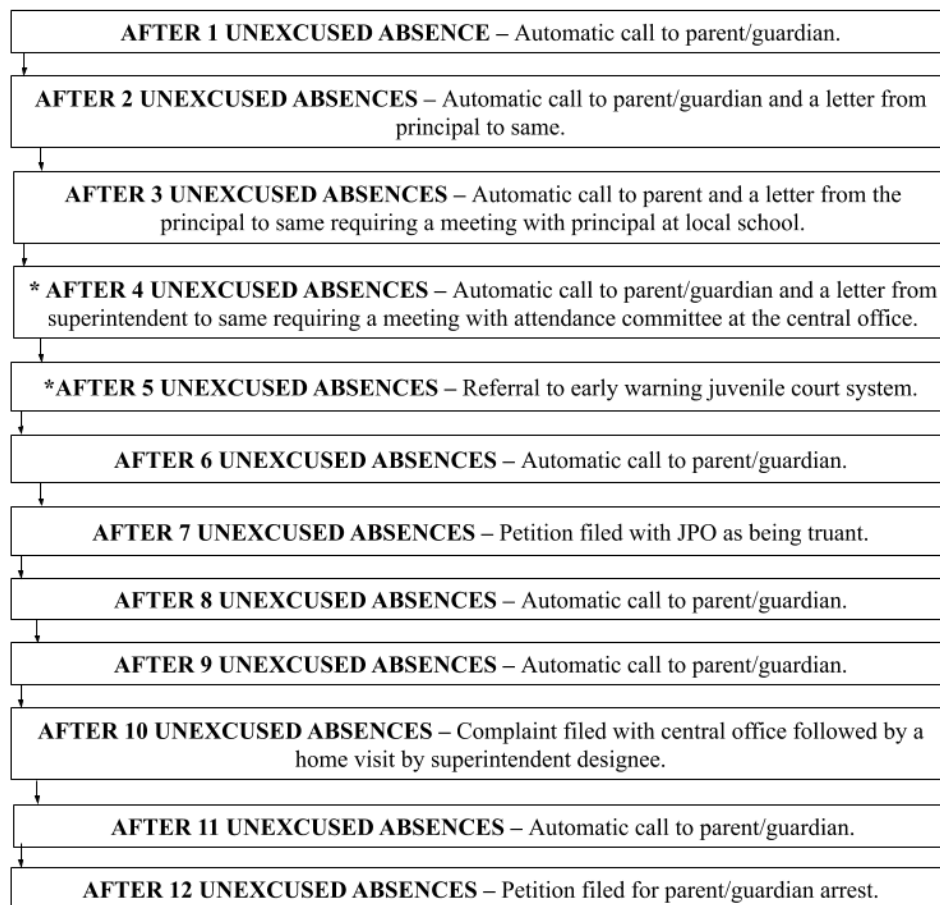 AFTER 1 UNEXCUSED ABSENCE – Automatic call to parent/guardian.
AFTER 2 UNEXCUSED ABSENCES – Automatic call to parent/guardian and a letter from
principal to same.
AFTER 3 UNEXCUSED ABSENCES – Automatic call to parent and a letter from the
principal to same requiring a meeting with principal at local school.
* AFTER 4 UNEXCUSED ABSENCES – Automatic call to parent/guardian and a letter from
superintendent to same requiring a meeting with attendance committee at the central office.
*AFTER 5 UNEXCUSED ABSENCES – Referral to early warning juvenile court system.
AFTER 6 UNEXCUSED ABSENCES – Automatic call to parent/guardian.
AFTER 7 UNEXCUSED ABSENCES – Petition filed with JPO as being truant.
AFTER 8 UNEXCUSED ABSENCES – Automatic call to parent/guardian.
AFTER 9 UNEXCUSED ABSENCES – Automatic call to parent/guardian.
AFTER 10 UNEXCUSED ABSENCES – Complaint filed with central office followed by a
home visit by superintendent designee.
AFTER 11 UNEXCUSED ABSENCES – Automatic call to parent/guardian.
AFTER 12 UNEXCUSED ABSENCES – Petition filed for parent/guardian arrest.